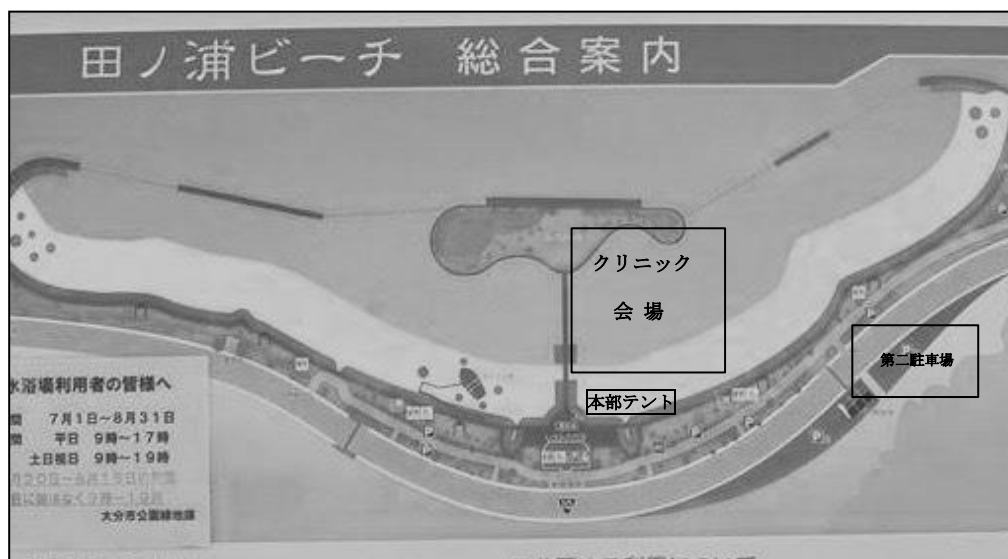 田ノ浦ビーチ 総合案内
クリニック
会 場
第二駐車場
本部テント
水浴場利用者の皆様へ
間 7月1日~8月31日
間 平日 9時~17時
土日祝日 9時~19時
大分市公園緑地課